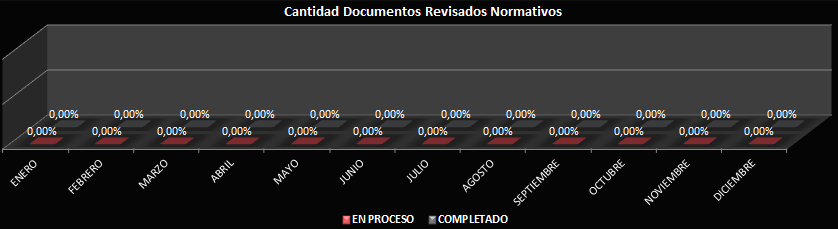 Cantidad Documentos Revisados Normativos
0,00% 0,00% 0,00% 0,00% 0,00% 0,00% 0,00% 0,00% 0,00% 0,00% 0,00% 0,00%
0,00% 0,00% 0,00% 0,00% 0,00% 0,00% 0,00% 0,00% 0,00% 0,00% 0,00% 0,00%
ENERO FEBRERO MARZO ABRIL MAYO JUNIO JULIO AGOSTO SEPTIEMBRE OCTUBRE NOVIEMBRE DICIEMBRE
EN PROCESO COMPLETADO